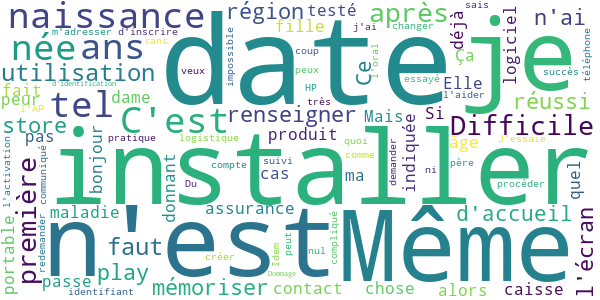 naissance
région
testé
après
sais
n'ai
m'adresser
d'inscrire
née
ans
sans
fille
impossible
coup
j'ai
changer
déjà
logiciel
date
je
utilisation
veux
peux
Ce
l'oral
essayé
Ça
téléphone
succès
fait
tel
d'identification
peur
l'AP
dame
HP
très
Elle
l'aider
réussi
store
C'est
renseigner
produit
Mais
Si
Difficile
pas
bonjour
pratique
logistique
quoi
âge
J'essaie
l'activation
communiqué
installer
compte
suivi
comme
demander
indiquée
père
quel
première
donnant
Du
cas
ma
ni
procéder
portable
redemander
maladie
n'est
assurance
Même
d'accueil
l'écran
faut
créer
Idem
peut
nul
compliqué
passe
play
identifiant
mémoriser
Dommage
contact
chose
alors
caisse